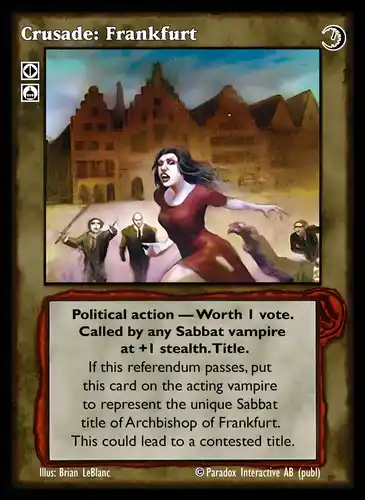 Crusade: Frankfurt
Political action — Worth 1 vote.
Called by any Sabbat vampire
at +1 stealth. Title.
If this referendum passes, put
this card on the acting vampire
to represent the unique Sabbat
title of Archbishop of Frankfurt.
This could lead to a contested title.
Illus: Brian LeBlanc
© Paradox Interactive AB (publ)